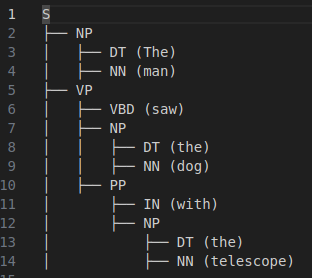 1 S
2 ├── NP
3 │   ├── DT (The)
4 │   ├── NN (man)
5 ├── VP
6 │   ├── VBD (saw)
7 │   ├── NP
8 │   │   ├── DT (the)
9 │   │   ├── NN (dog)
10 │   ├── PP
11 │       ├── IN (with)
12 │       ├── NP
13 │           ├── DT (the)
14 │           ├── NN (telescope)